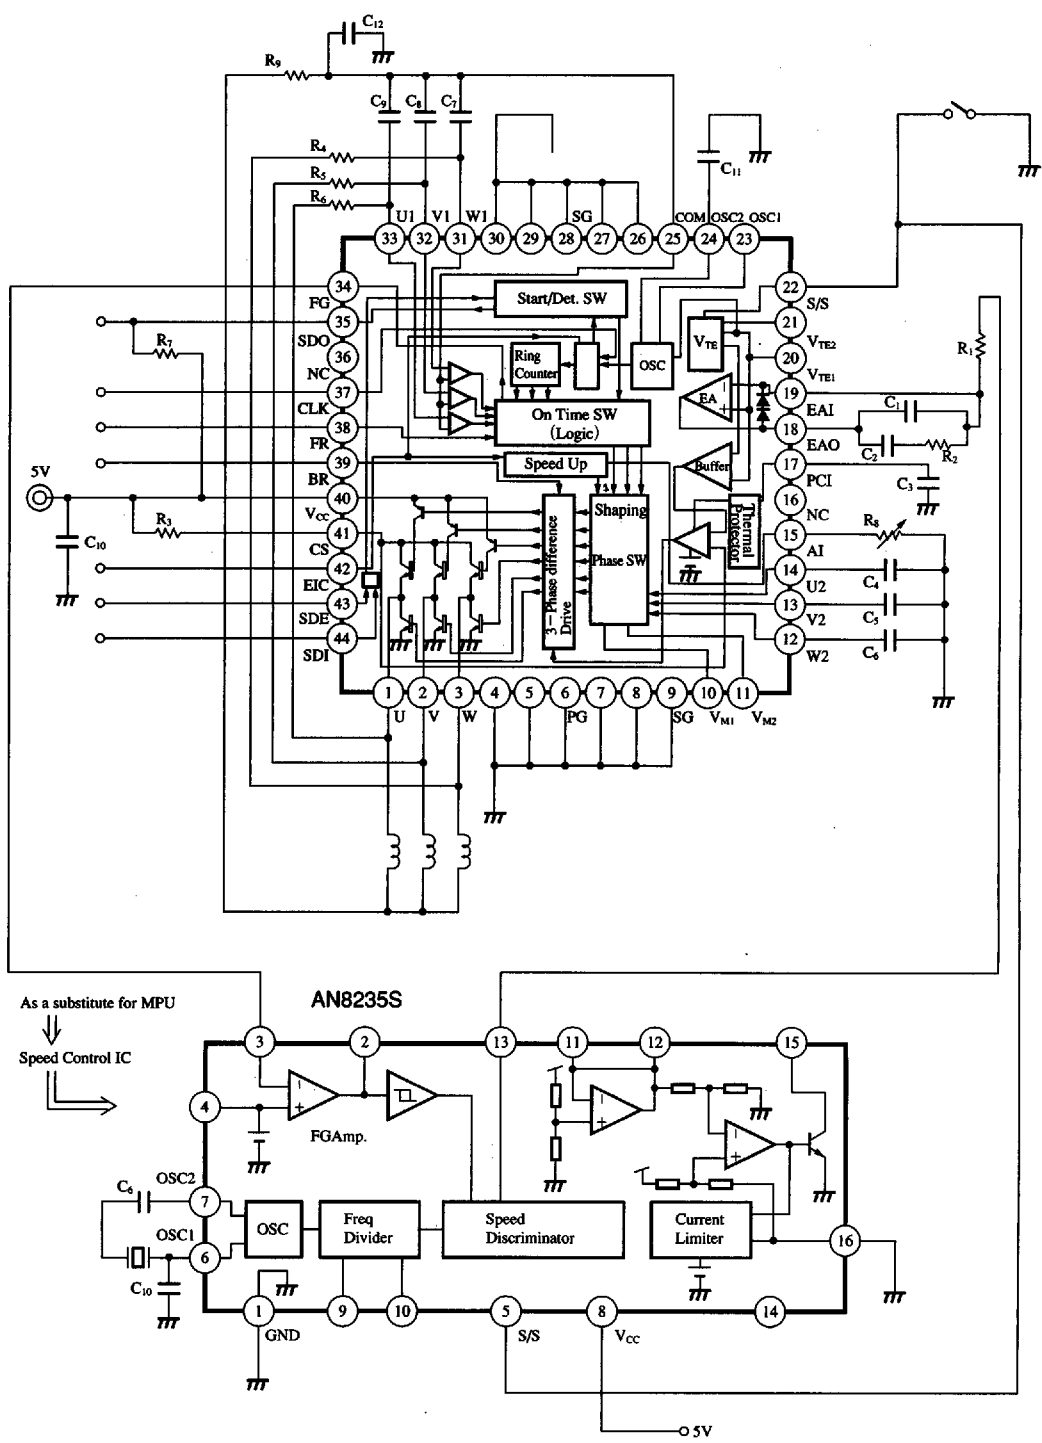 C12
R9
C9 C8 C7
R4
R5
R6
C11
U1 V1 W1 SG COM OSC2 OSC1
33 32 31 30 29 28 27 26 25 24 23
34
FG
35
SDO
36
NC
37
CLK
38
FR
39
BR
40
VCC
41
CS
42
EIC
43
SDE
44
SDI
R7
5V
R3
C10
Start/Det. SW
Ring
Counter
OSC
VTE
On Time SW
(Logic)
Speed Up
EA
Buffer
Shaping
Phase SW
3-Phase difference
Drive
Thermal
Protector
22
S/S
21
VTE2
20
VTE1
19
EAI
18
EAO
17
PCI
16
NC
15
AI
14
U2
13
V2
12
W2
R1
C1
C2 R2
C3
R8
C4
C5
C6
1 2 3 4 5 6 7 8 9 10 11
U V W PG SG VM1 VM2
AN8235S
As a substitute for MPU
Speed Control IC
3 2 13 11 12 15
4
FGAmp.
OSC2
C6
7
OSC1
6
C10
OSC
Freq
Divider
Speed
Discriminator
Current
Limiter
16
1 9 10 5 8 14
GND S/S VCC
5V